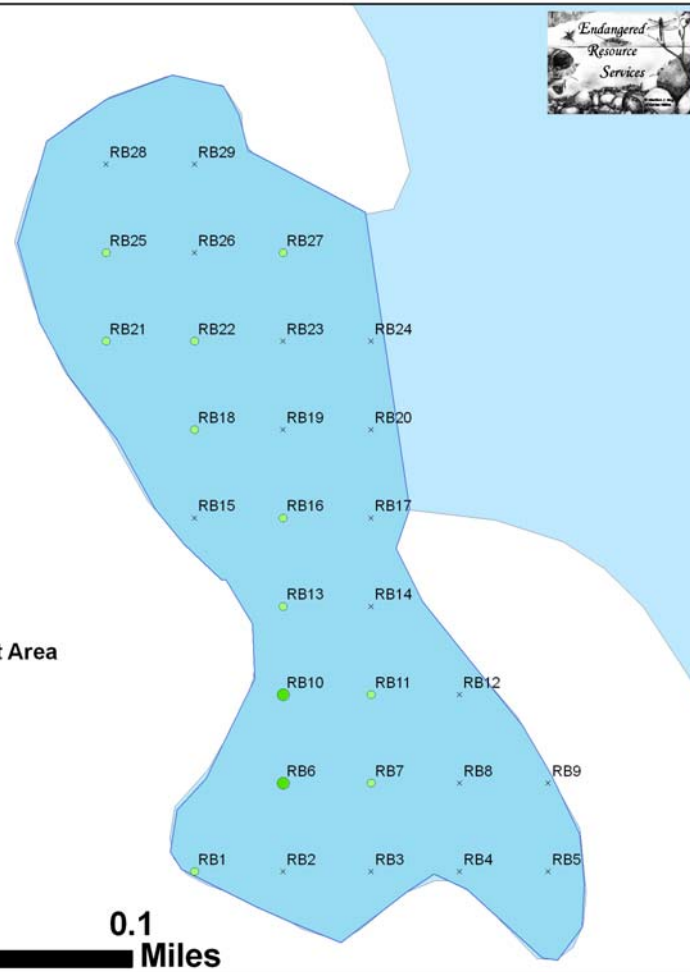 Endangered
Resource
Services
RB28 RB29
RB25 RB26 RB27
RB21 RB22 RB23 RB24
RB18 RB19 RB20
RB15 RB16 RB17
RB13 RB14
t Area
RB10 RB11 RB12
RB6 RB7 RB8 RB9
RB1 RB2 RB3 RB4 RB5
0.1
Miles